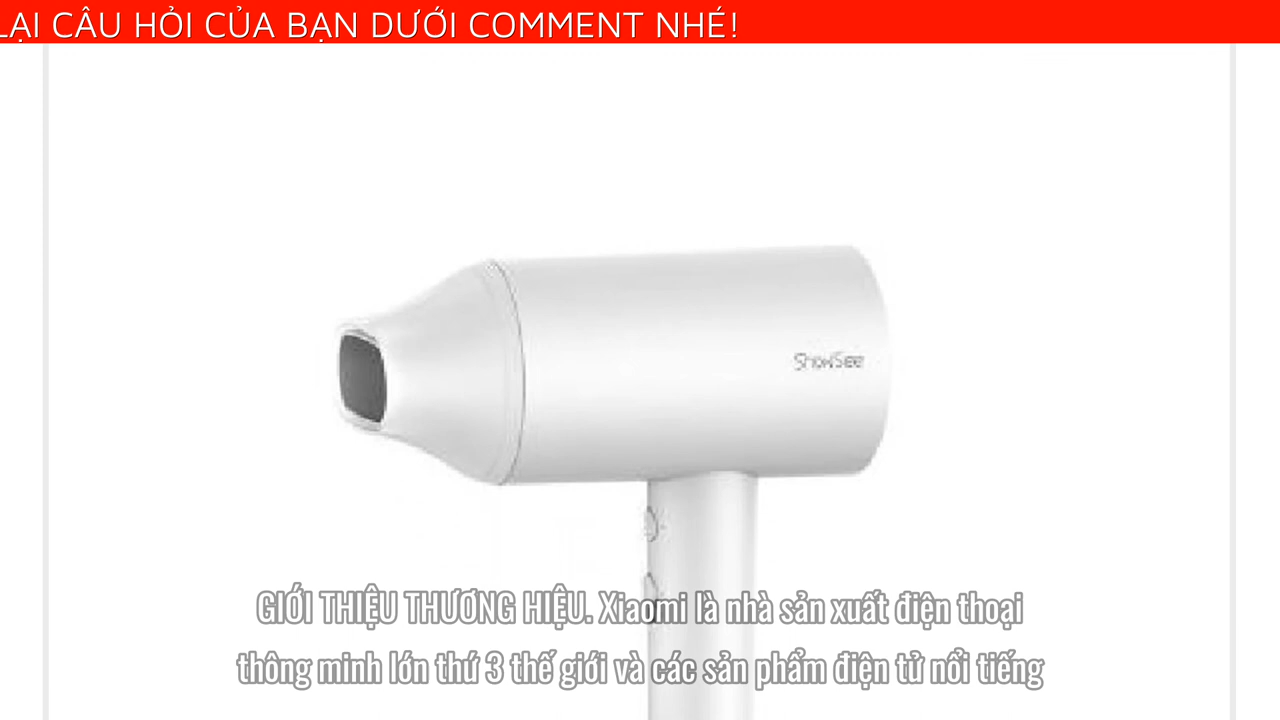 LẠI CÂU HỎI CỦA BẠN DƯỚI COMMENT NHÉ!
ShowSee
GIỚI THIỆU THƯƠNG HIỆU. Xiaomi là nhà sản xuất điện thoại
thông minh lớn thứ 3 thế giới và các sản phẩm điện tử nổi tiếng